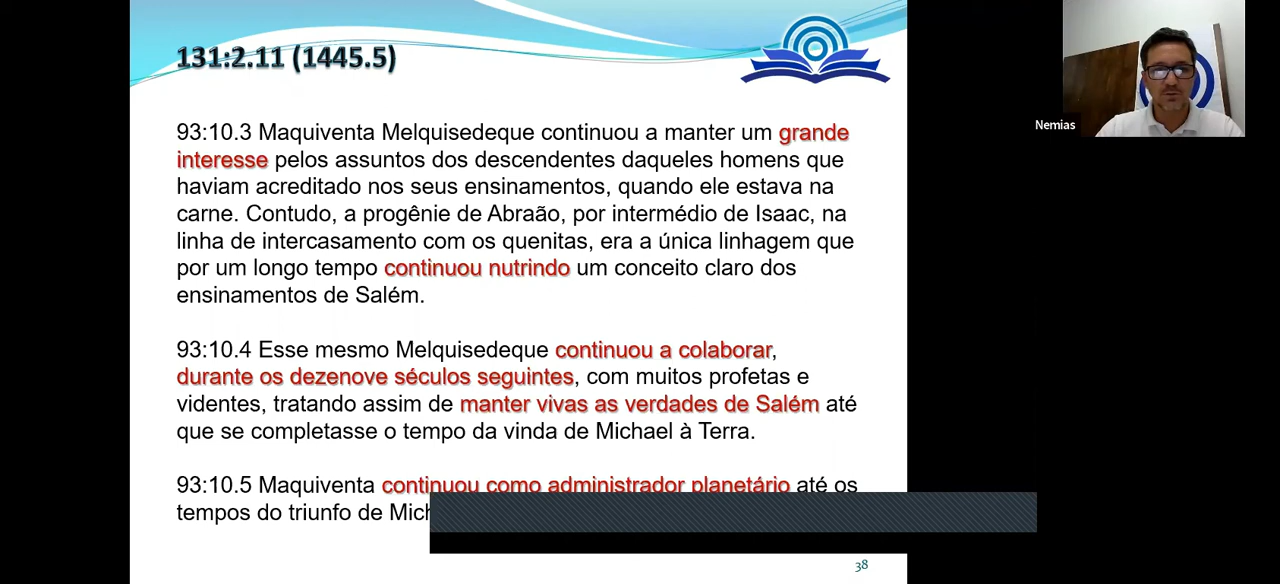 131:2.11 (1445.5)
93:10.3 Maquiventa Melquisedeque continuou a manter um grande
interesse pelos assuntos dos descendentes daqueles homens que
haviam acreditado nos seus ensinamentos, quando ele estava na
carne. Contudo, a progênie de Abraão, por intermédio de Isaac, na
linha de intercasamento com os quenitas, era a única linhagem que
por um longo tempo continuou nutrindo um conceito claro dos
ensinamentos de Salém.
93:10.4 Esse mesmo Melquisedeque continuou a colaborar,
durante os dezenove séculos seguintes, com muitos profetas e
videntes, tratando assim de manter vivas as verdades de Salém até
que se completasse o tempo da vinda de Michael à Terra.
93:10.5 Maquiventa continuou como administrador planetário até os
tempos do triunfo de
38
Nemias